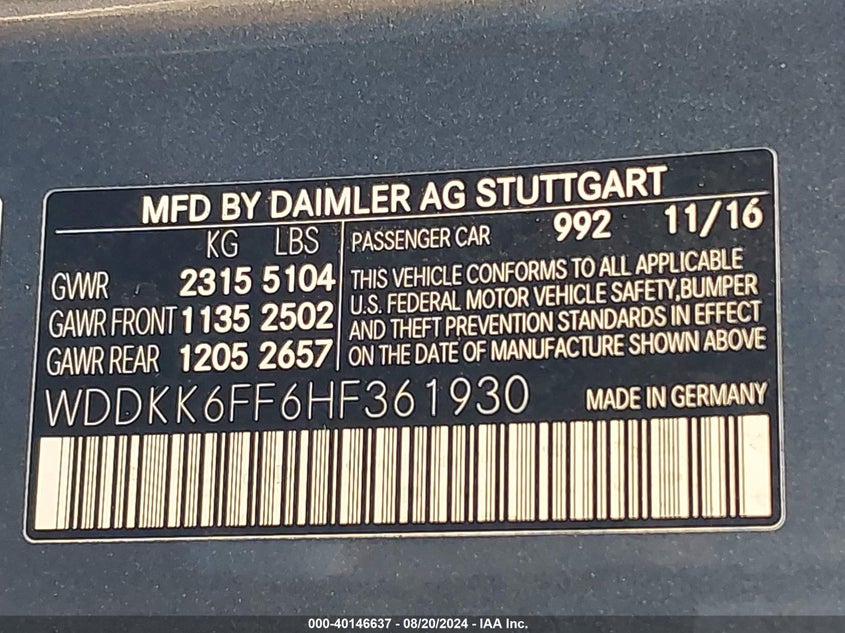 MFD BY DAIMLER AG STUTTGART
KG LBS
GVWR 2315 5104
GAWR FRONT 1135 2502
GAWR REAR 1205 2657
PASSENGER CAR 992 11/16
THIS VEHICLE CONFORMS TO ALL APPLICABLE
U.S. FEDERAL MOTOR VEHICLE SAFETY,BUMPER
AND THEFT PREVENTION STANDARDS IN EFFECT
ON THE DATE OF MANUFACTURE SHOWN ABOVE
WDDKK6FF6HF361930 MADE IN GERMANY
000-40146637 - 08/20/2024 - IAA Inc.